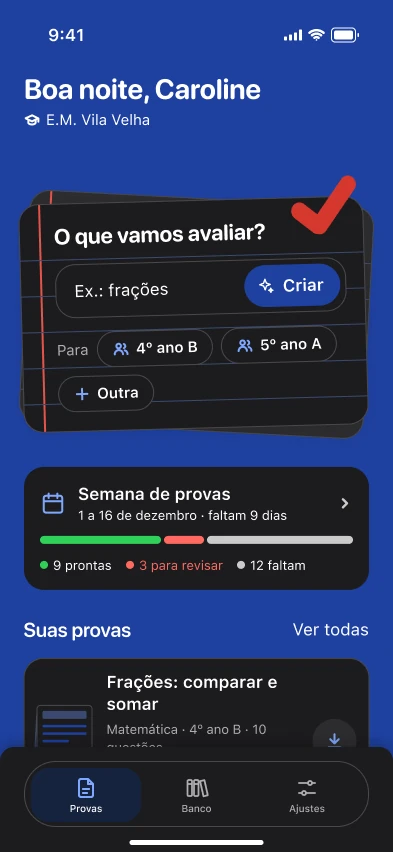 9:41
Boa noite, Caroline
E.M. Vila Velha
O que vamos avaliar?
Ex.: frações
Criar
Para
4º ano B
5º ano A
Outra
Semana de provas
1 a 16 de dezembro · faltam 9 dias
9 prontas
3 para revisar
12 faltam
Suas provas
Ver todas
Frações: comparar e
somar
Matemática · 4º ano B · 10
questões
Provas
Banco
Ajustes